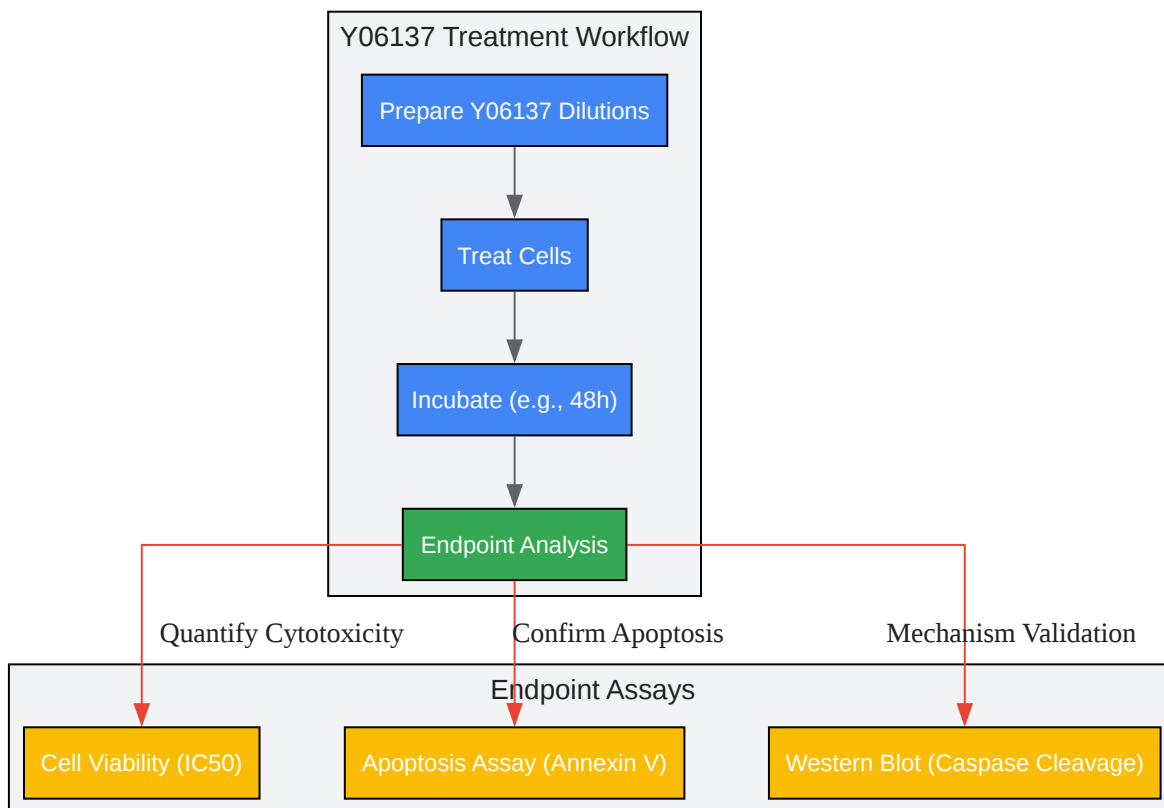 Y06137 Treatment Workflow
Prepare Y06137 Dilutions
Treat Cells
Incubate (e.g., 48h)
Endpoint Analysis
Quantify Cytotoxicity
Confirm Apoptosis
Mechanism Validation
Endpoint Assays
Cell Viability (IC50)
Apoptosis Assay (Annexin V)
Western Blot (Caspase Cleavage)